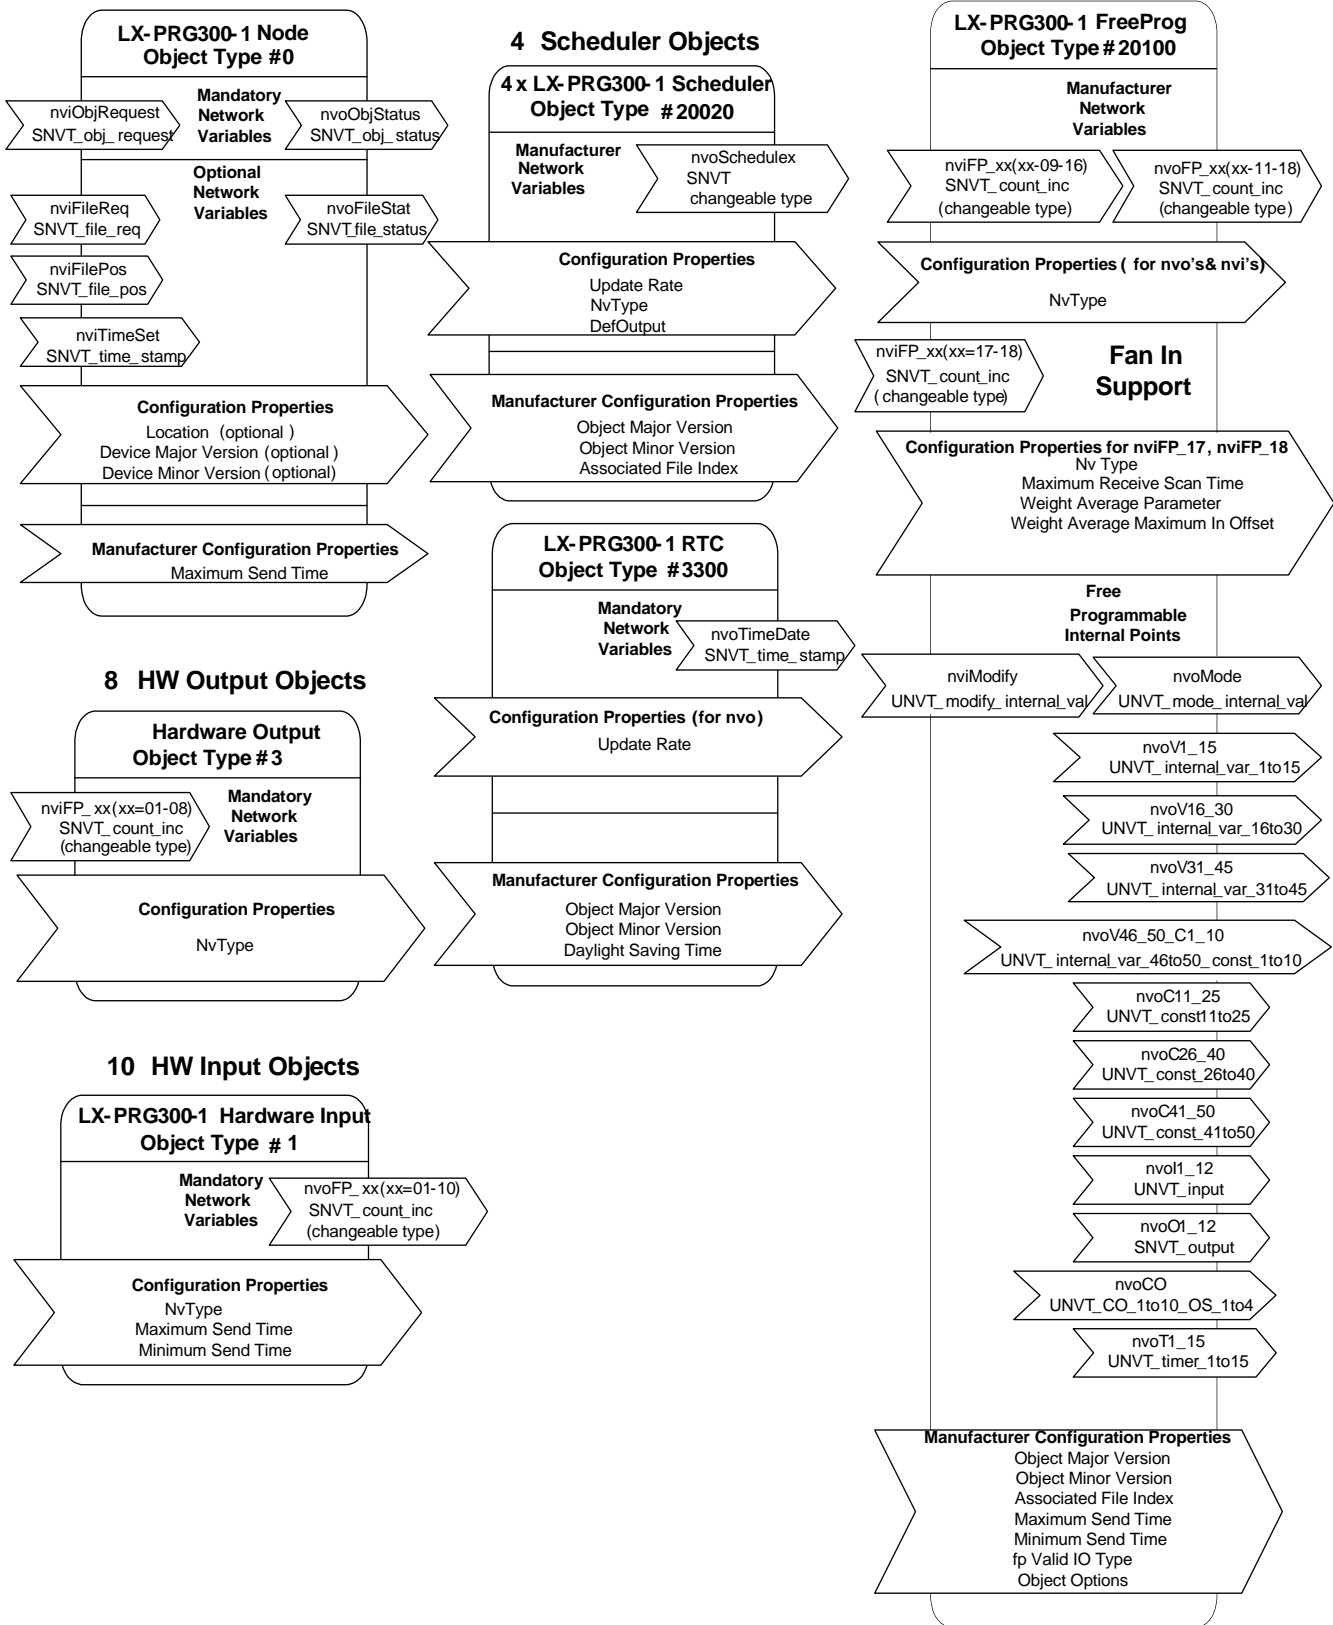 LX-PRG300-1 Node
Object Type #0
Mandatory
Network
Variables
nviObjRequest
SNVT_obj_request
nvoObjStatus
SNVT_obj_status
Optional
Network
Variables
nviFileReq
SNVT_file_req
nvoFileStat
SNVT_file_status
nviFilePos
SNVT_file_pos
nviTimeSet
SNVT_time_stamp
Configuration Properties
Location (optional )
Device Major Version (optional )
Device Minor Version (optional)
Manufacturer Configuration Properties
Maximum Send Time
8 HW Output Objects
Hardware Output
Object Type #3
nviFP_xx(xx=01-08)
SNVT_count_inc
(changeable type)
Mandatory
Network
Variables
Configuration Properties
NvType
10 HW Input Objects
LX-PRG300-1 Hardware Input
Object Type # 1
Mandatory
Network
Variables
nvoFP_xx(xx=01-10)
SNVT_count_inc
(changeable type)
Configuration Properties
NvType
Maximum Send Time
Minimum Send Time
4 Scheduler Objects
4 x LX-PRG300-1 Scheduler
Object Type #20020
Manufacturer
Network
Variables
nvoSchedulex
SNVT
changeable type
Configuration Properties
Update Rate
NvType
DefOutput
Manufacturer Configuration Properties
Object Major Version
Object Minor Version
Associated File Index
LX-PRG300-1 RTC
Object Type #3300
Mandatory
Network
Variables
nvoTimeDate
SNVT_time_stamp
Configuration Properties (for nvo)
Update Rate
Manufacturer Configuration Properties
Object Major Version
Object Minor Version
Daylight Saving Time
LX-PRG300-1 FreeProg
Object Type #20100
Manufacturer
Network
Variables
nviFP_xx(xx-09-16)
SNVT_count_inc
(changeable type)
nvoFP_xx(xx-11-18)
SNVT_count_inc
(changeable type)
Configuration Properties ( for nvo's & nvi's)
NvType
nviFP_xx(xx=17-18)
SNVT_count_inc
( changeable type)
Fan In
Support
Configuration Properties for nviFP_17, nviFP_18
Nv Type
Maximum Receive Scan Time
Weight Average Parameter
Weight Average Maximum In Offset
Free
Programmable
Internal Points
nviModify
UNVT_modify_internal_val
nvoMode
UNVT_mode_internal_val
nvoV1_15
UNVT_internal_var_1to15
nvoV16_30
UNVT_internal_var_16to30
nvoV31_45
UNVT_internal_var_31to45
nvoV46_50_C1_10
UNVT_internal_var_46to50_const_1to10
nvoC11_25
UNVT_const11to25
nvoC26_40
UNVT_const_26to40
nvoC41_50
UNVT_const_41to50
nvoI1_12
UNVT_input
nvoO1_12
SNVT_output
nvoCO
UNVT_CO_1to10_OS_1to4
nvoT1_15
UNVT_timer_1to15
Manufacturer Configuration Properties
Object Major Version
Object Minor Version
Associated File Index
Maximum Send Time
Minimum Send Time
fp Valid IO Type
Object Options